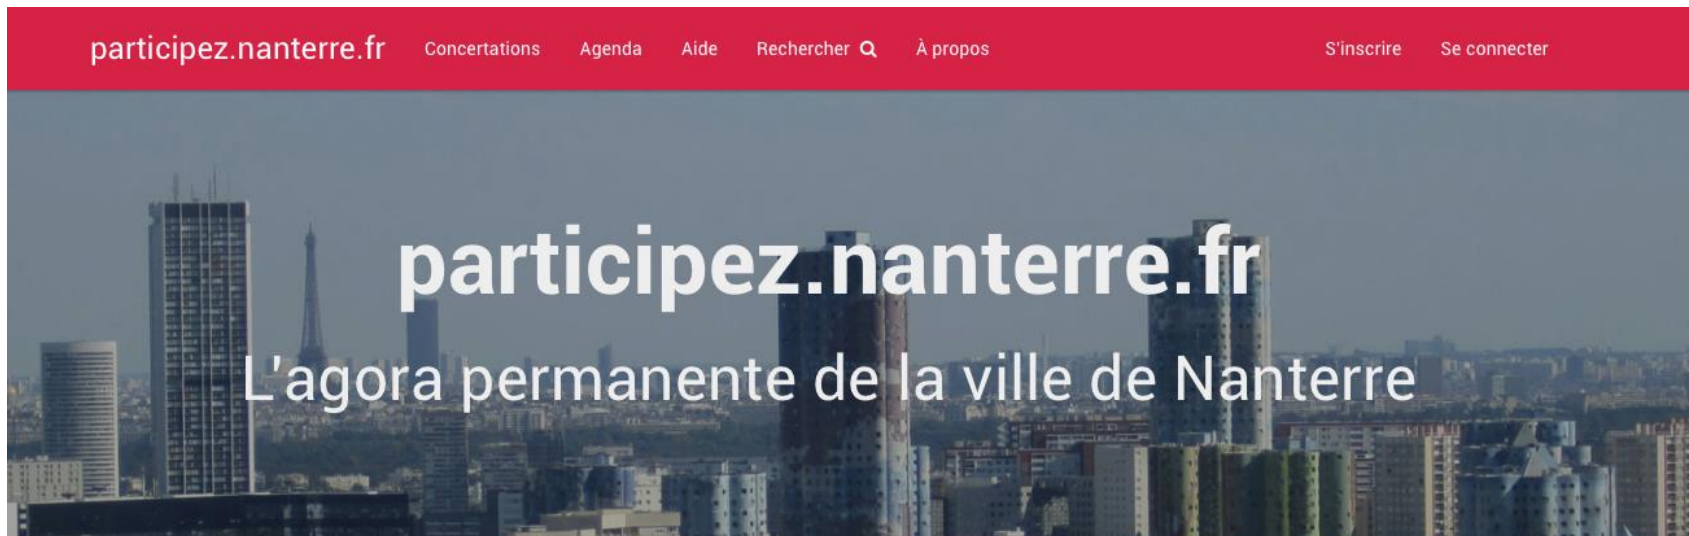 participez.nanterre.fr Concertations Agenda Aide Rechercher À propos S'inscrire Se connecter
participez.nanterre.fr
L'agora permanente de la ville de Nanterre